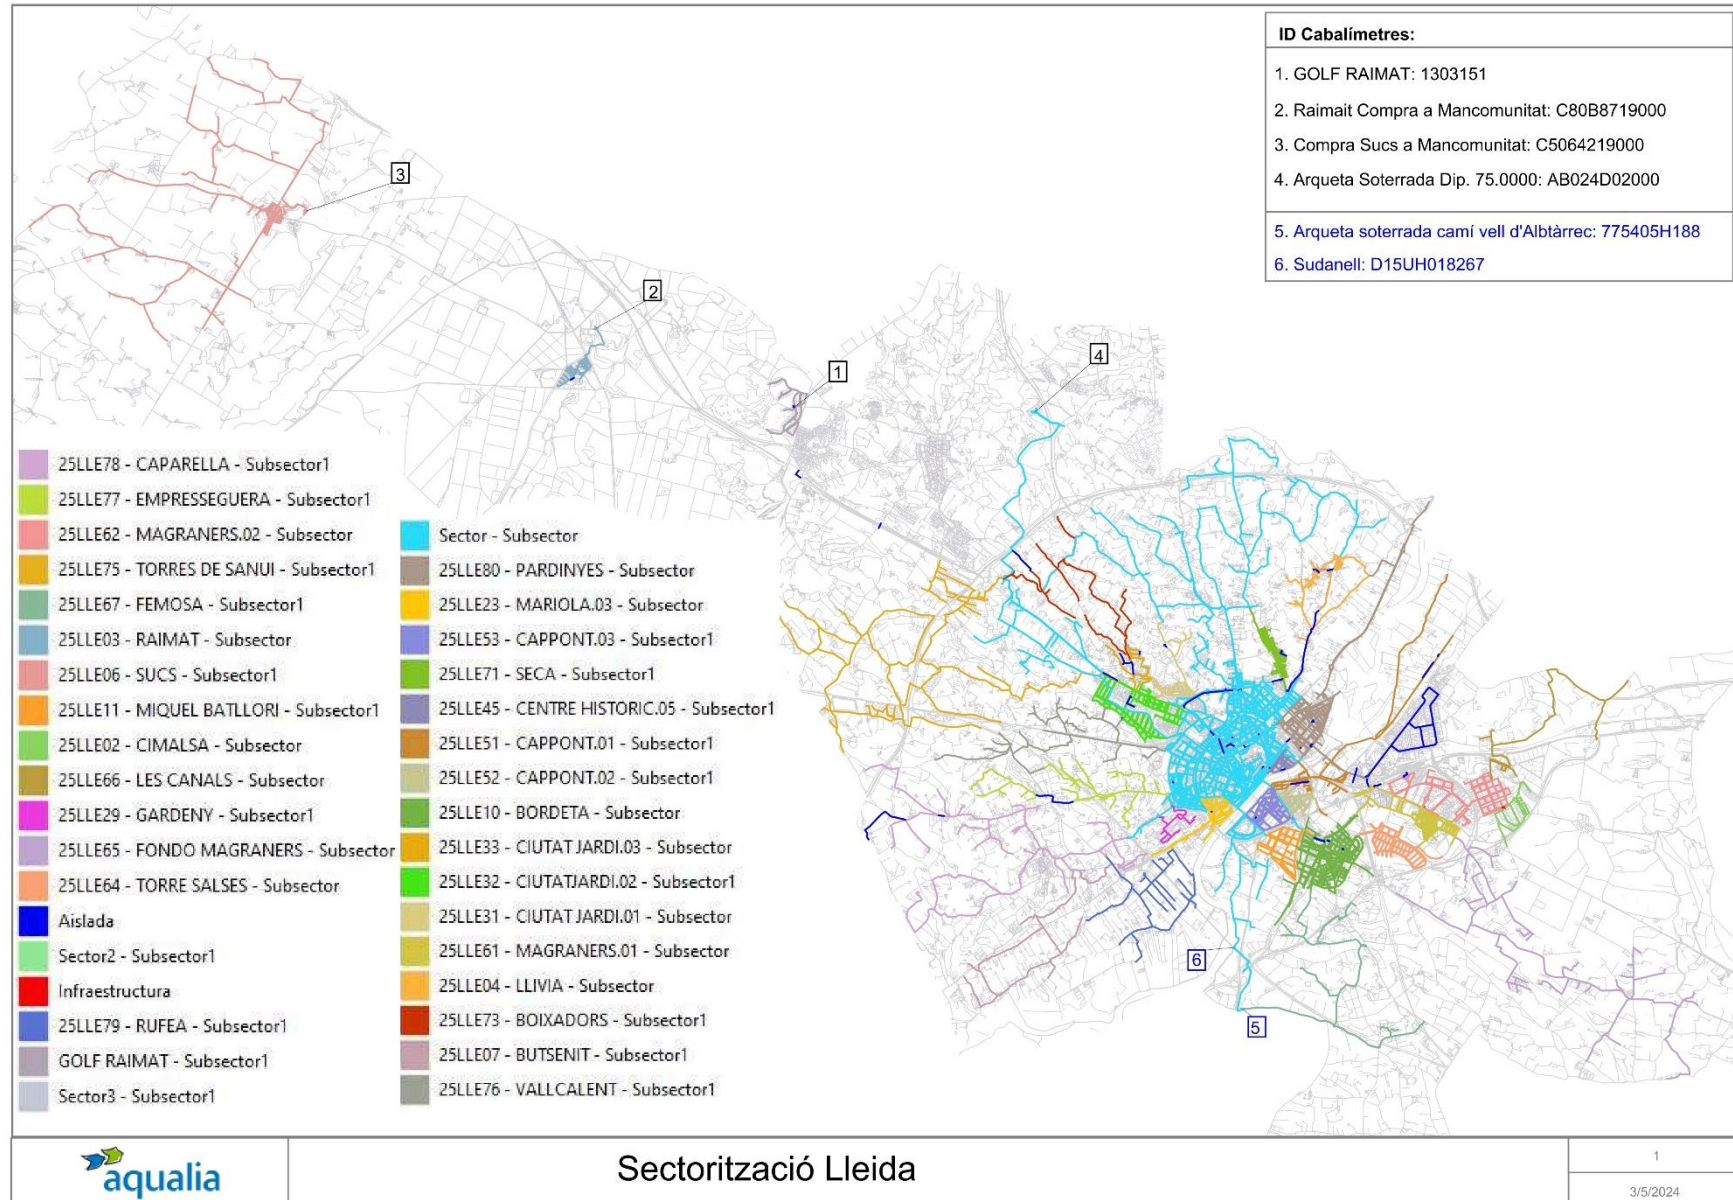 ID Cabalímetres:
1. GOLF RAIMAT: 1303151
2. Raimait Compra a Mancomunitat: C80B8719000
3. Compra Sucs a Mancomunitat: C5064219000
4. Arqueta Soterrada Dip. 75.0000: AB024D02000
5. Arqueta soterrada camí vell d'Albtàrrec: 775405H188
6. Sudanell: D15UH018267
3
2
1
4
6
5
25LLE78 - CAPARELLA - Subsector1
25LLE77 - EMPRESSEGUERA - Subsector1
25LLE62 - MAGRANERS.02 - Subsector
25LLE75 - TORRES DE SANUI - Subsector1
25LLE67 - FEMOSA - Subsector1
25LLE03 - RAIMAT - Subsector
25LLE06 - SUCS - Subsector1
25LLE11 - MIQUEL BATLLORI - Subsector1
25LLE02 - CIMALSA - Subsector
25LLE66 - LES CANALS - Subsector
25LLE29 - GARDENY - Subsector1
25LLE65 - FONDO MAGRANERS - Subsector
25LLE64 - TORRE SALSES - Subsector
Aislada
Sector2 - Subsector1
Infraestructura
25LLE79 - RUFEA - Subsector1
GOLF RAIMAT - Subsector1
Sector3 - Subsector1
Sector - Subsector
25LLE80 - PARDINYES - Subsector
25LLE23 - MARIOLA.03 - Subsector
25LLE53 - CAPPONT.03 - Subsector1
25LLE71 - SECA - Subsector1
25LLE45 - CENTRE HISTORIC.05 - Subsector1
25LLE51 - CAPPONT.01 - Subsector1
25LLE52 - CAPPONT.02 - Subsector1
25LLE10 - BORDETA - Subsector
25LLE33 - CIUTAT JARDI.03 - Subsector
25LLE32 - CIUTATJARDI.02 - Subsector1
25LLE31 - CIUTAT JARDI.01 - Subsector
25LLE61 - MAGRANERS.01 - Subsector
25LLE04 - LLIVIA - Subsector
25LLE73 - BOIXADORS - Subsector1
25LLE07 - BUTSENIT - Subsector1
25LLE76 - VALLCALENT - Subsector1
aqualia
Sectorització Lleida
1
3/5/2024